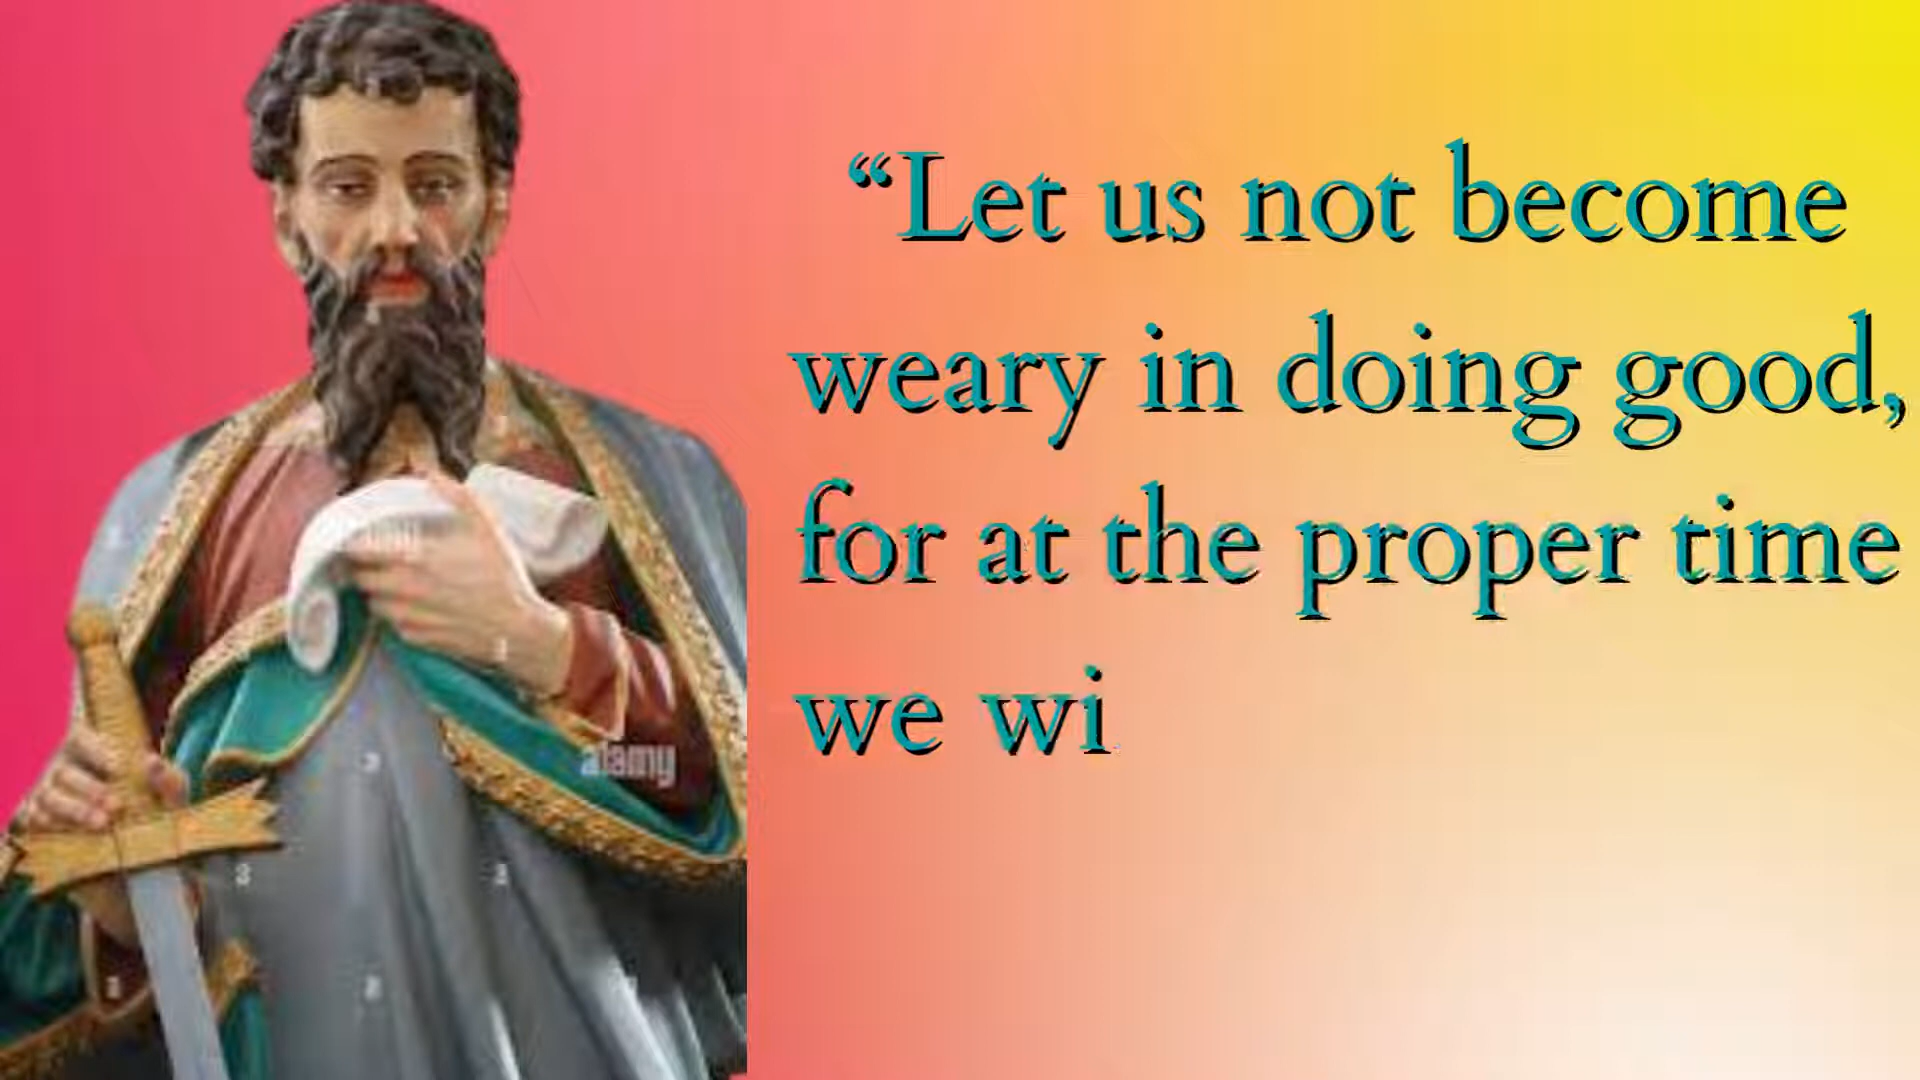 “Let us not become
weary in doing good,
for at the proper time
we wi
alamy